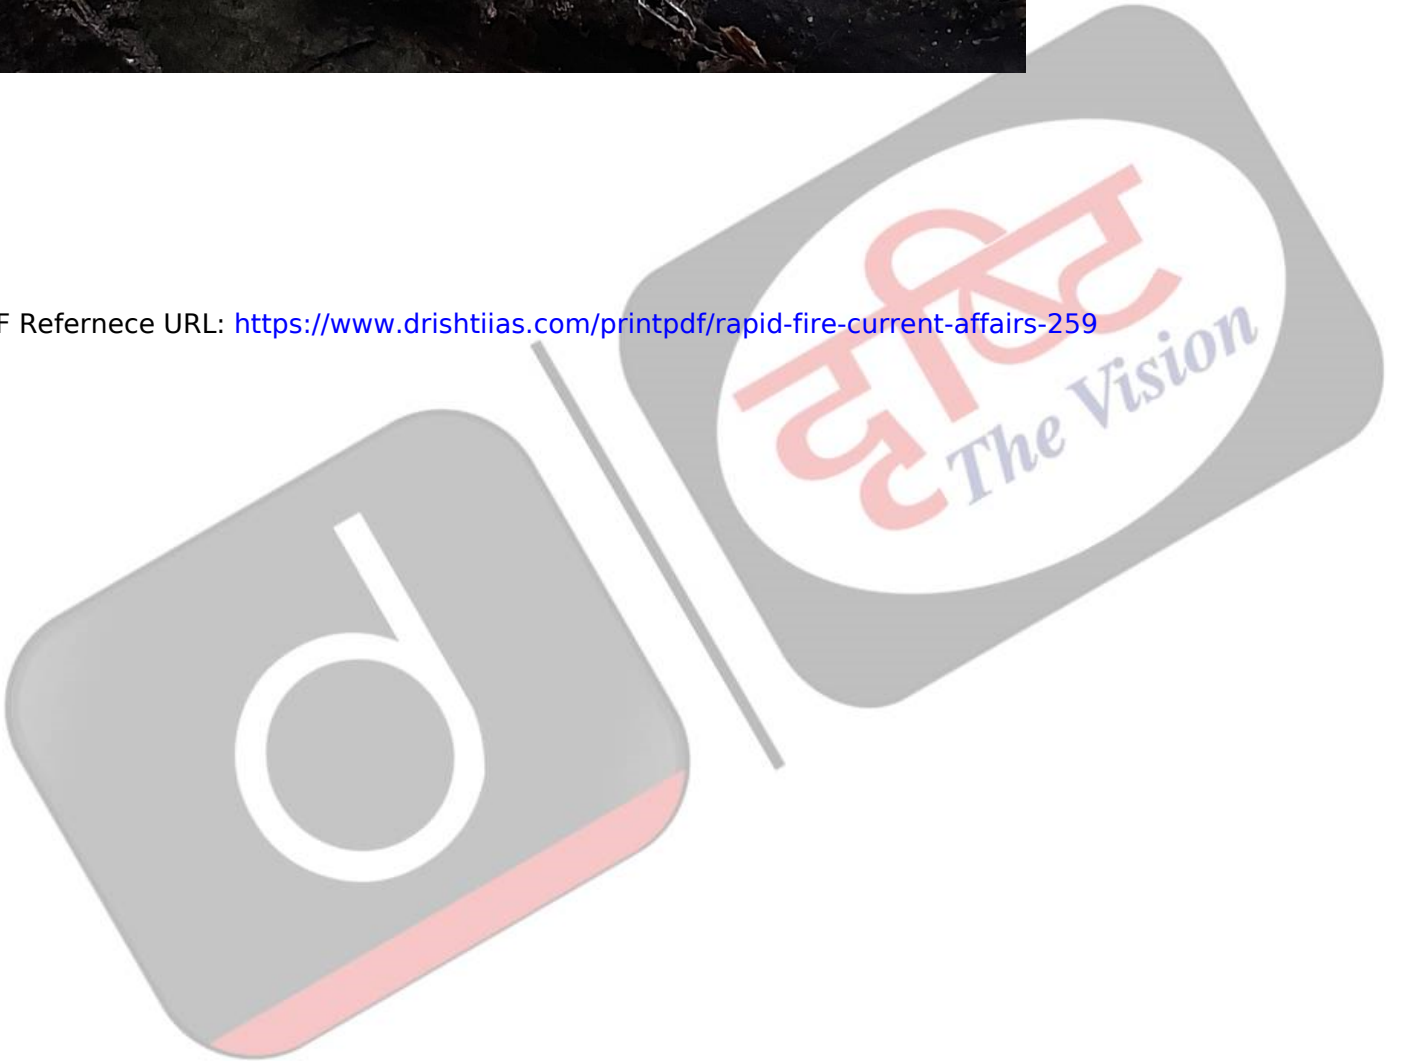 F Refernece URL: https://www.drishtiias.com/printpdf/rapid-fire-current-affairs-259
दृष्टि
The Vision
d